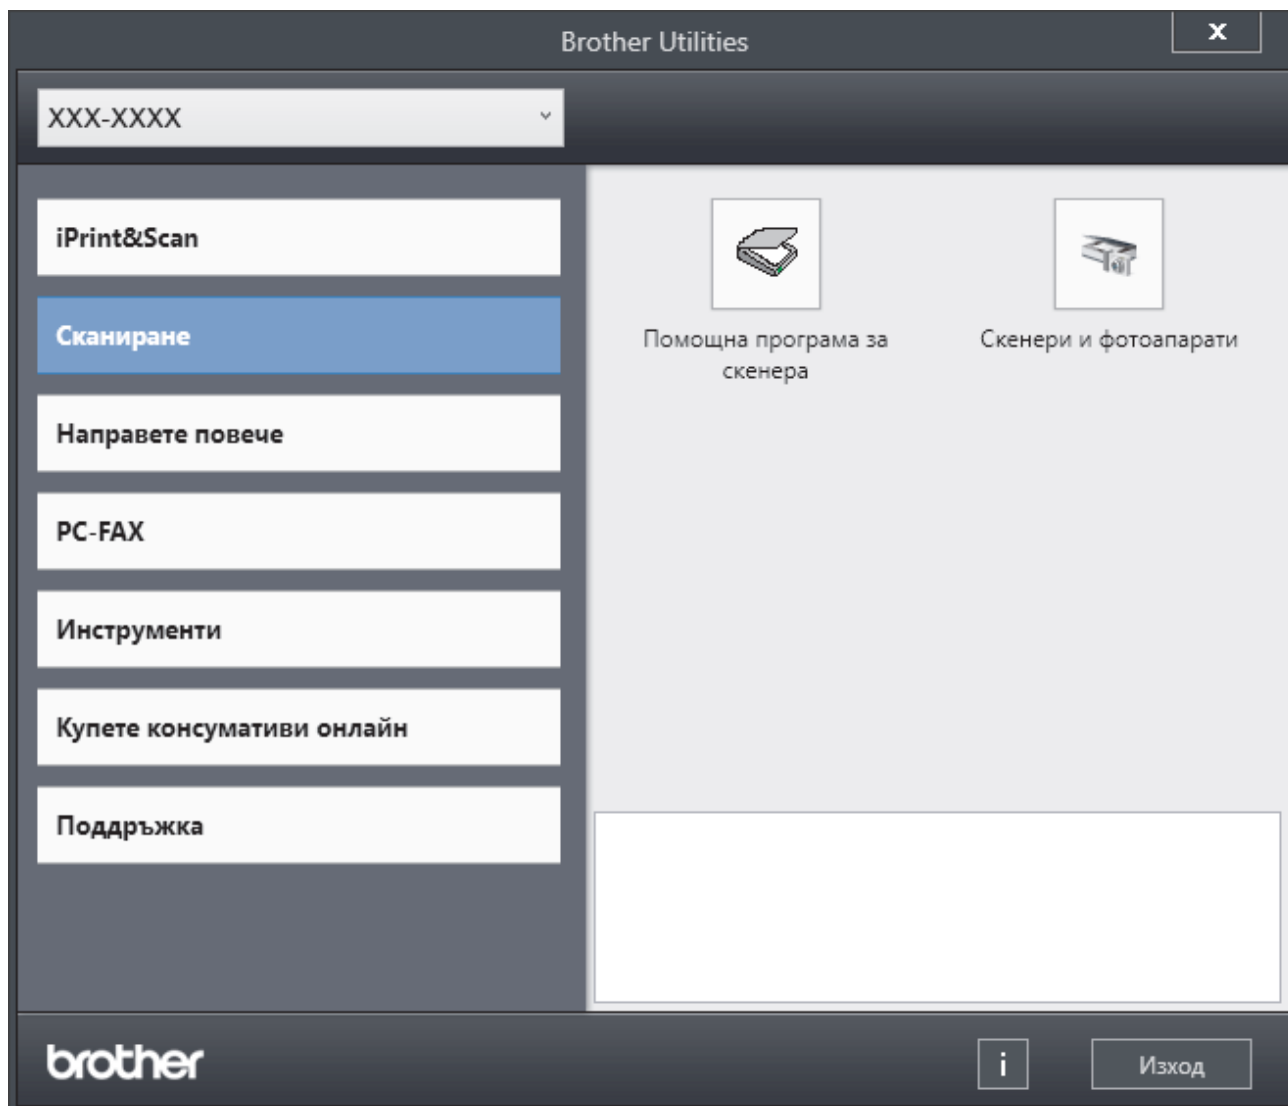 Brother Utilities
x
XXX-XXXX
iPrint&Scan
Сканиране
Направете повече
PC-FAX
Инструменти
Купете консумативи онлайн
Поддръжка
Помощна програма за
скенера
Скенери и фотоапарати
brother
i
Изход